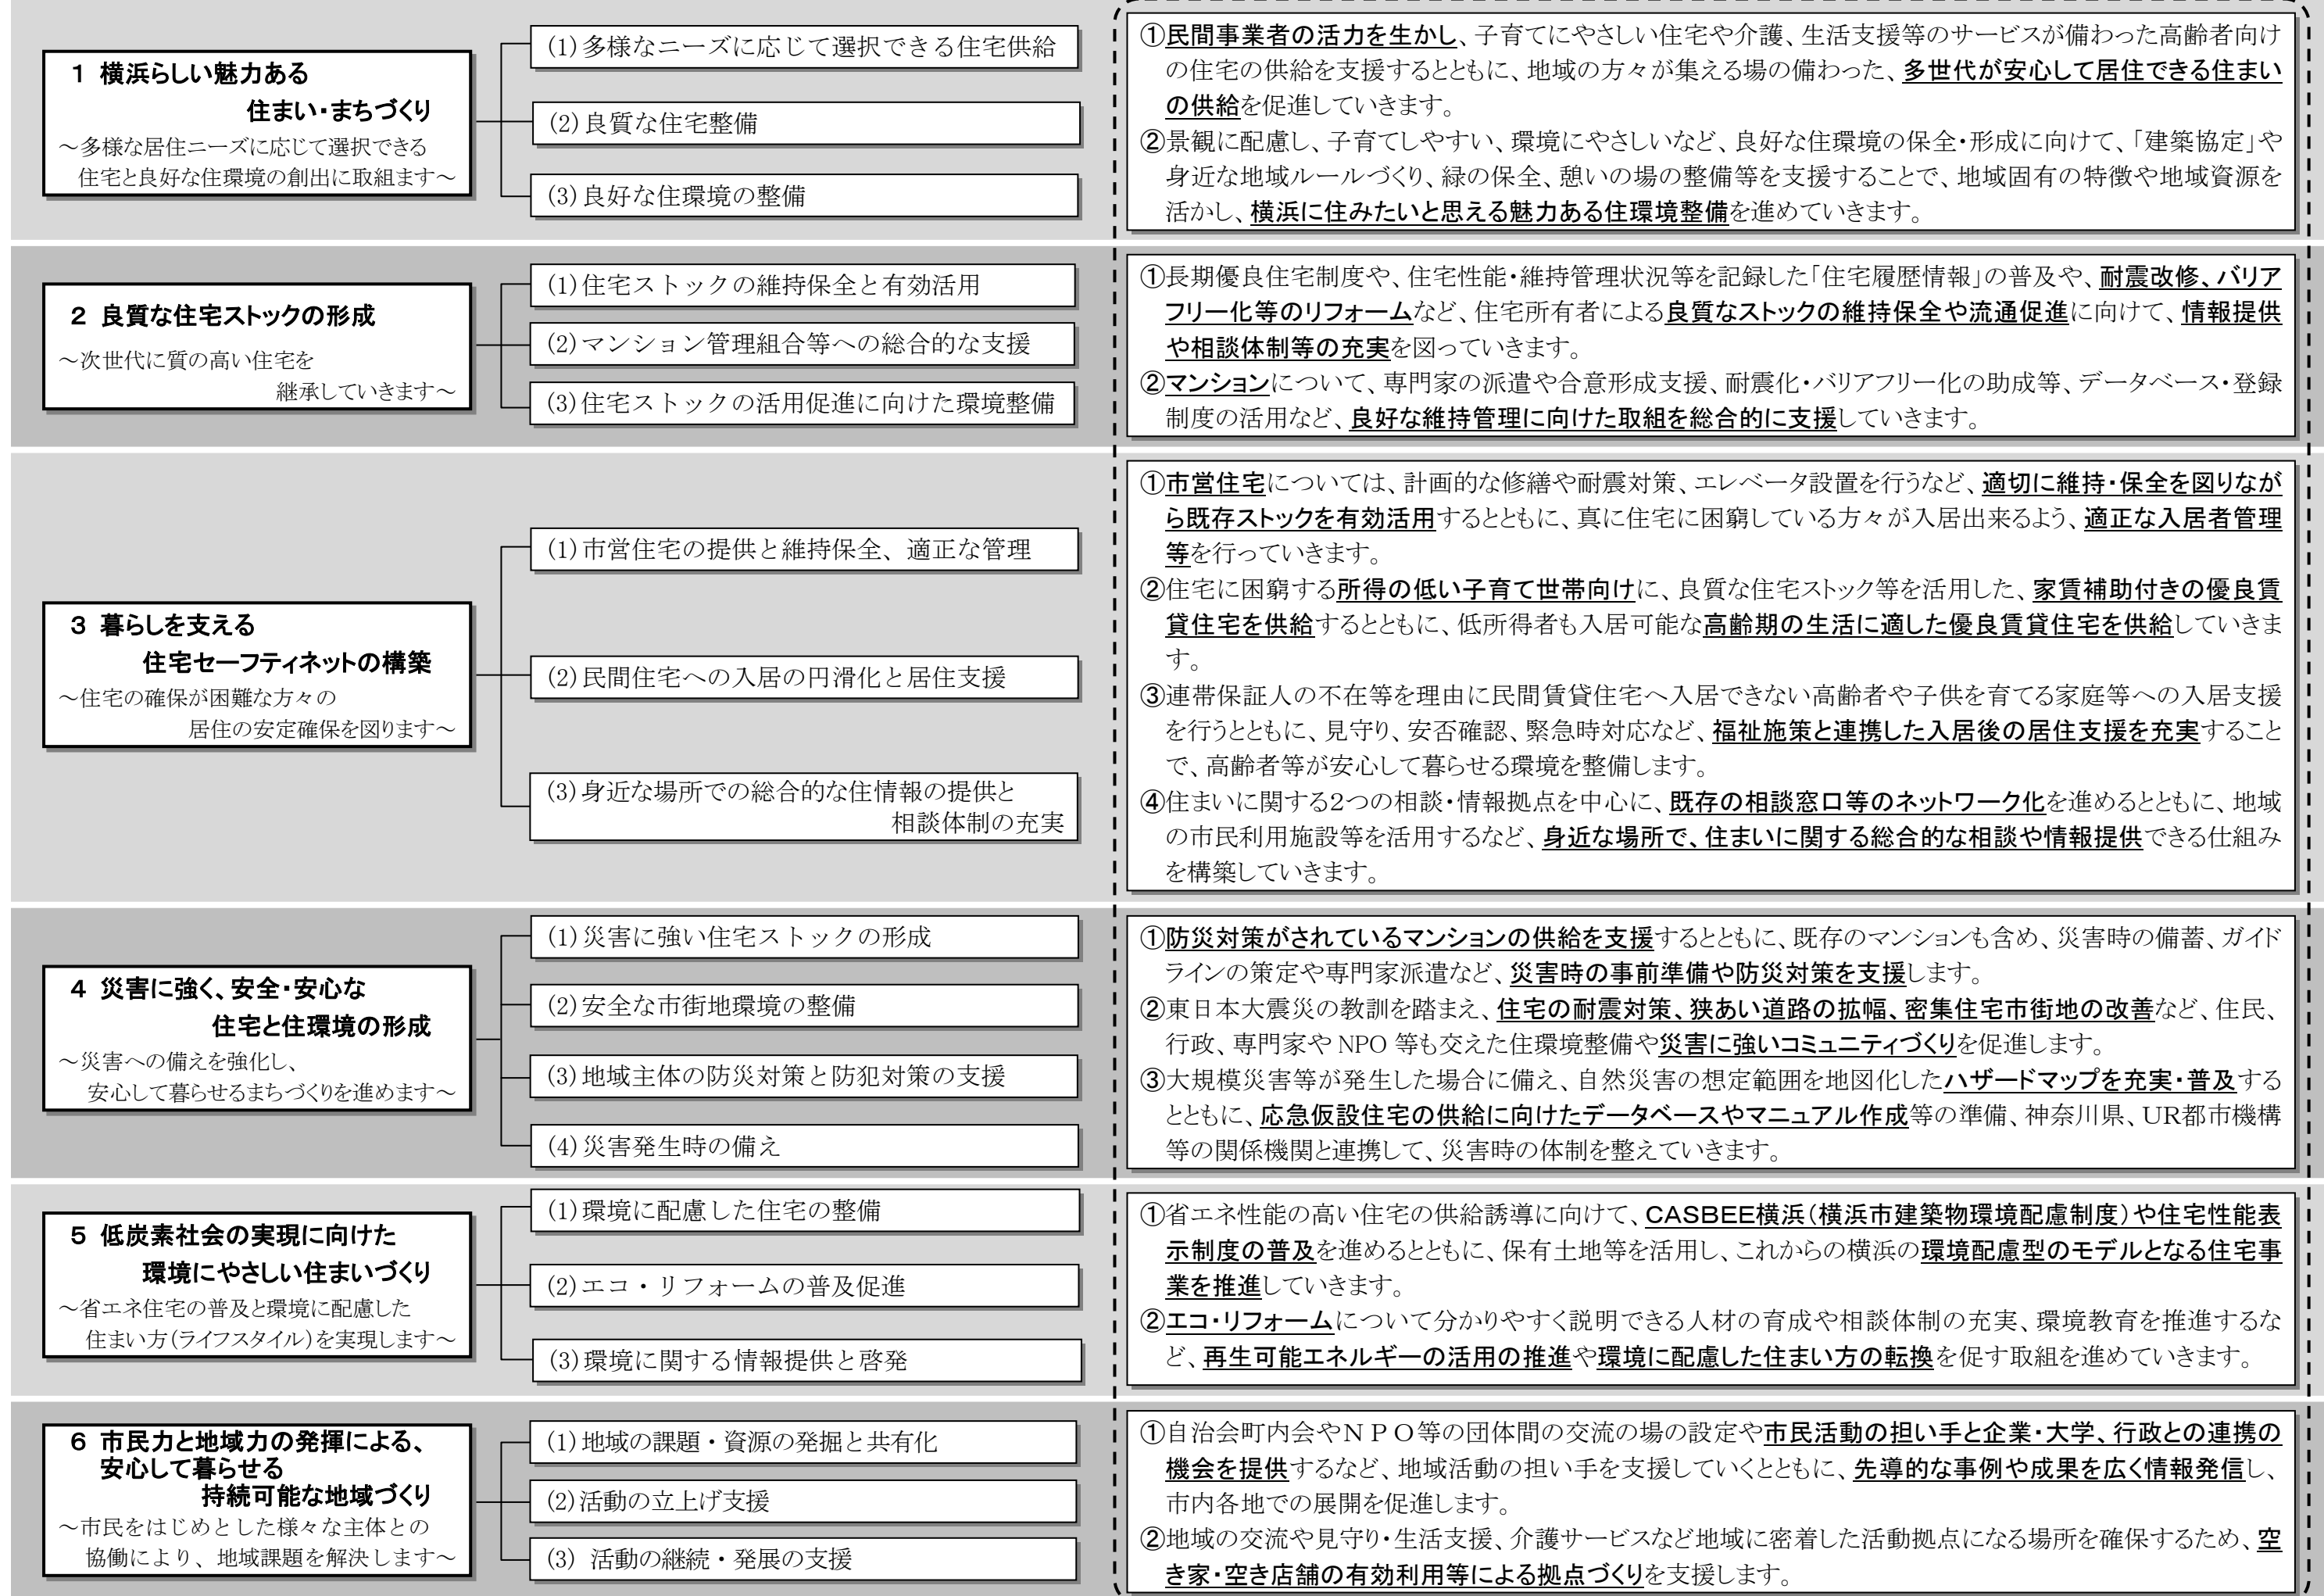 1 横浜らしい魅力ある
住まい・まちづくり
～多様な居住ニーズに応じて選択できる
住宅と良好な住環境の創出に取組ます～
(1)多様なニーズに応じて選択できる住宅供給
(2)良質な住宅整備
(3)良好な住環境の整備
①民間事業者の活力を生かし、子育てにやさしい住宅や介護、生活支援等のサービスが備わった高齢者向け
の住宅の供給を支援するとともに、地域の方々が集える場の備わった、多世代が安心して居住できる住まい
の供給を促進していきます。
②景観に配慮し、子育てしやすい、環境にやさしいなど、良好な住環境の保全・形成に向けて、「建築協定」や
身近な地域ルールづくり、緑の保全、憩いの場の整備等を支援することで、地域固有の特徴や地域資源を
活かし、横浜に住みたいと思える魅力ある住環境整備を進めていきます。
2 良質な住宅ストックの形成
～次世代に質の高い住宅を
継承していきます～
(1)住宅ストックの維持保全と有効活用
(2)マンション管理組合等への総合的な支援
(3)住宅ストックの活用促進に向けた環境整備
①長期優良住宅制度や、住宅性能・維持管理状況等を記録した「住宅履歴情報」の普及や、耐震改修、バリア
フリー化等のリフォームなど、住宅所有者による良質なストックの維持保全や流通促進に向けて、情報提供
や相談体制等の充実を図っていきます。
②マンションについて、専門家の派遣や合意形成支援、耐震化・バリアフリー化の助成等、データベース・登録
制度の活用など、良好な維持管理に向けた取組を総合的に支援していきます。
3 暮らしを支える
住宅セーフティネットの構築
～住宅の確保が困難な方々の
居住の安定確保を図ります～
(1)市営住宅の提供と維持保全、適正な管理
(2)民間住宅への入居の円滑化と居住支援
(3)身近な場所での総合的な住情報の提供と
相談体制の充実
①市営住宅については、計画的な修繕や耐震対策、エレベータ設置を行うなど、適切に維持・保全を図りなが
ら既存ストックを有効活用するとともに、真に住宅に困窮している方々が入居出来るよう、適正な入居者管理
等を行っていきます。
②住宅に困窮する所得の低い子育て世帯向けに、良質な住宅ストック等を活用した、家賃補助付きの優良賃
貸住宅を供給するとともに、低所得者も入居可能な高齢期の生活に適した優良賃貸住宅を供給していきま
す。
③連帯保証人の不在等を理由に民間賃貸住宅へ入居できない高齢者や子供を育てる家庭等への入居支援
を行うとともに、見守り、安否確認、緊急時対応など、福祉施策と連携した入居後の居住支援を充実すること
で、高齢者等が安心して暮らせる環境を整備します。
④住まいに関する2つの相談・情報拠点を中心に、既存の相談窓口等のネットワーク化を進めるとともに、地域
の市民利用施設等を活用するなど、身近な場所で、住まいに関する総合的な相談や情報提供できる仕組み
を構築していきます。
4 災害に強く、安全・安心な
住宅と住環境の形成
～災害への備えを強化し、
安心して暮らせるまちづくりを進めます～
(1)災害に強い住宅ストックの形成
(2)安全な市街地環境の整備
(3)地域主体の防災対策と防犯対策の支援
(4)災害発生時の備え
①防災対策がされているマンションの供給を支援するとともに、既存のマンションも含め、災害時の備蓄、ガイド
ラインの策定や専門家派遣など、災害時の事前準備や防災対策を支援します。
②東日本大震災の教訓を踏まえ、住宅の耐震対策、狭あい道路の拡幅、密集住宅市街地の改善など、住民、
行政、専門家や NPO 等も交えた住環境整備や災害に強いコミュニティづくりを促進します。
③大規模災害等が発生した場合に備え、自然災害の想定範囲を地図化したハザードマップを充実・普及する
とともに、応急仮設住宅の供給に向けたデータベースやマニュアル作成等の準備、神奈川県、UR都市機構
等の関係機関と連携して、災害時の体制を整えていきます。
5 低炭素社会の実現に向けた
環境にやさしい住まいづくり
～省エネ住宅の普及と環境に配慮した
住まい方(ライフスタイル)を実現します～
(1)環境に配慮した住宅の整備
(2)エコ・リフォームの普及促進
(3)環境に関する情報提供と啓発
①省エネ性能の高い住宅の供給誘導に向けて、CASBEE横浜(横浜市建築物環境配慮制度)や住宅性能表
示制度の普及を進めるとともに、保有土地等を活用し、これからの横浜の環境配慮型のモデルとなる住宅事
業を推進していきます。
②エコ・リフォームについて分かりやすく説明できる人材の育成や相談体制の充実、環境教育を推進するな
ど、再生可能エネルギーの活用の推進や環境に配慮した住まい方の転換を促す取組を進めていきます。
6 市民力と地域力の発揮による、
安心して暮らせる
持続可能な地域づくり
～市民をはじめとした様々な主体との
協働により、地域課題を解決します～
(1)地域の課題・資源の発掘と共有化
(2)活動の立上げ支援
(3) 活動の継続・発展の支援
①自治会町内会やNPO等の団体間の交流の場の設定や市民活動の担い手と企業・大学、行政との連携の
機会を提供するなど、地域活動の担い手を支援していくとともに、先導的な事例や成果を広く情報発信し、
市内各地での展開を促進します。
②地域の交流や見守り・生活支援、介護サービスなど地域に密着した活動拠点になる場所を確保するため、空
き家・空き店舗の有効利用等による拠点づくりを支援します。